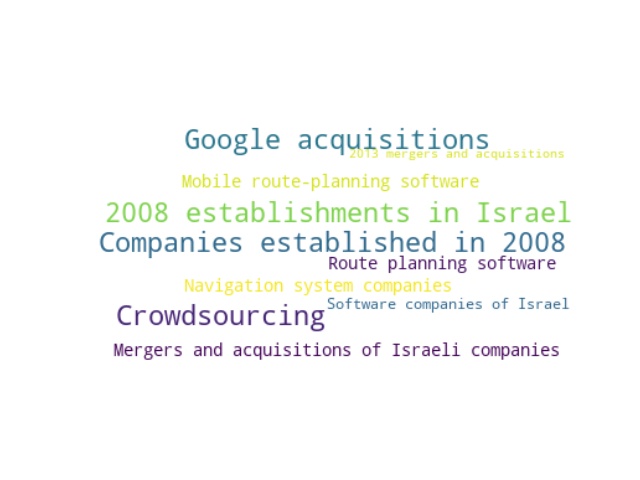 Google acquisitions
2013 mergers and acquisitions
Mobile route-planning software
2008 establishments in Israel
Companies established in 2008
Route planning software
Navigation system companies
Software companies of Israel
Crowdsourcing
Mergers and acquisitions of Israeli companies